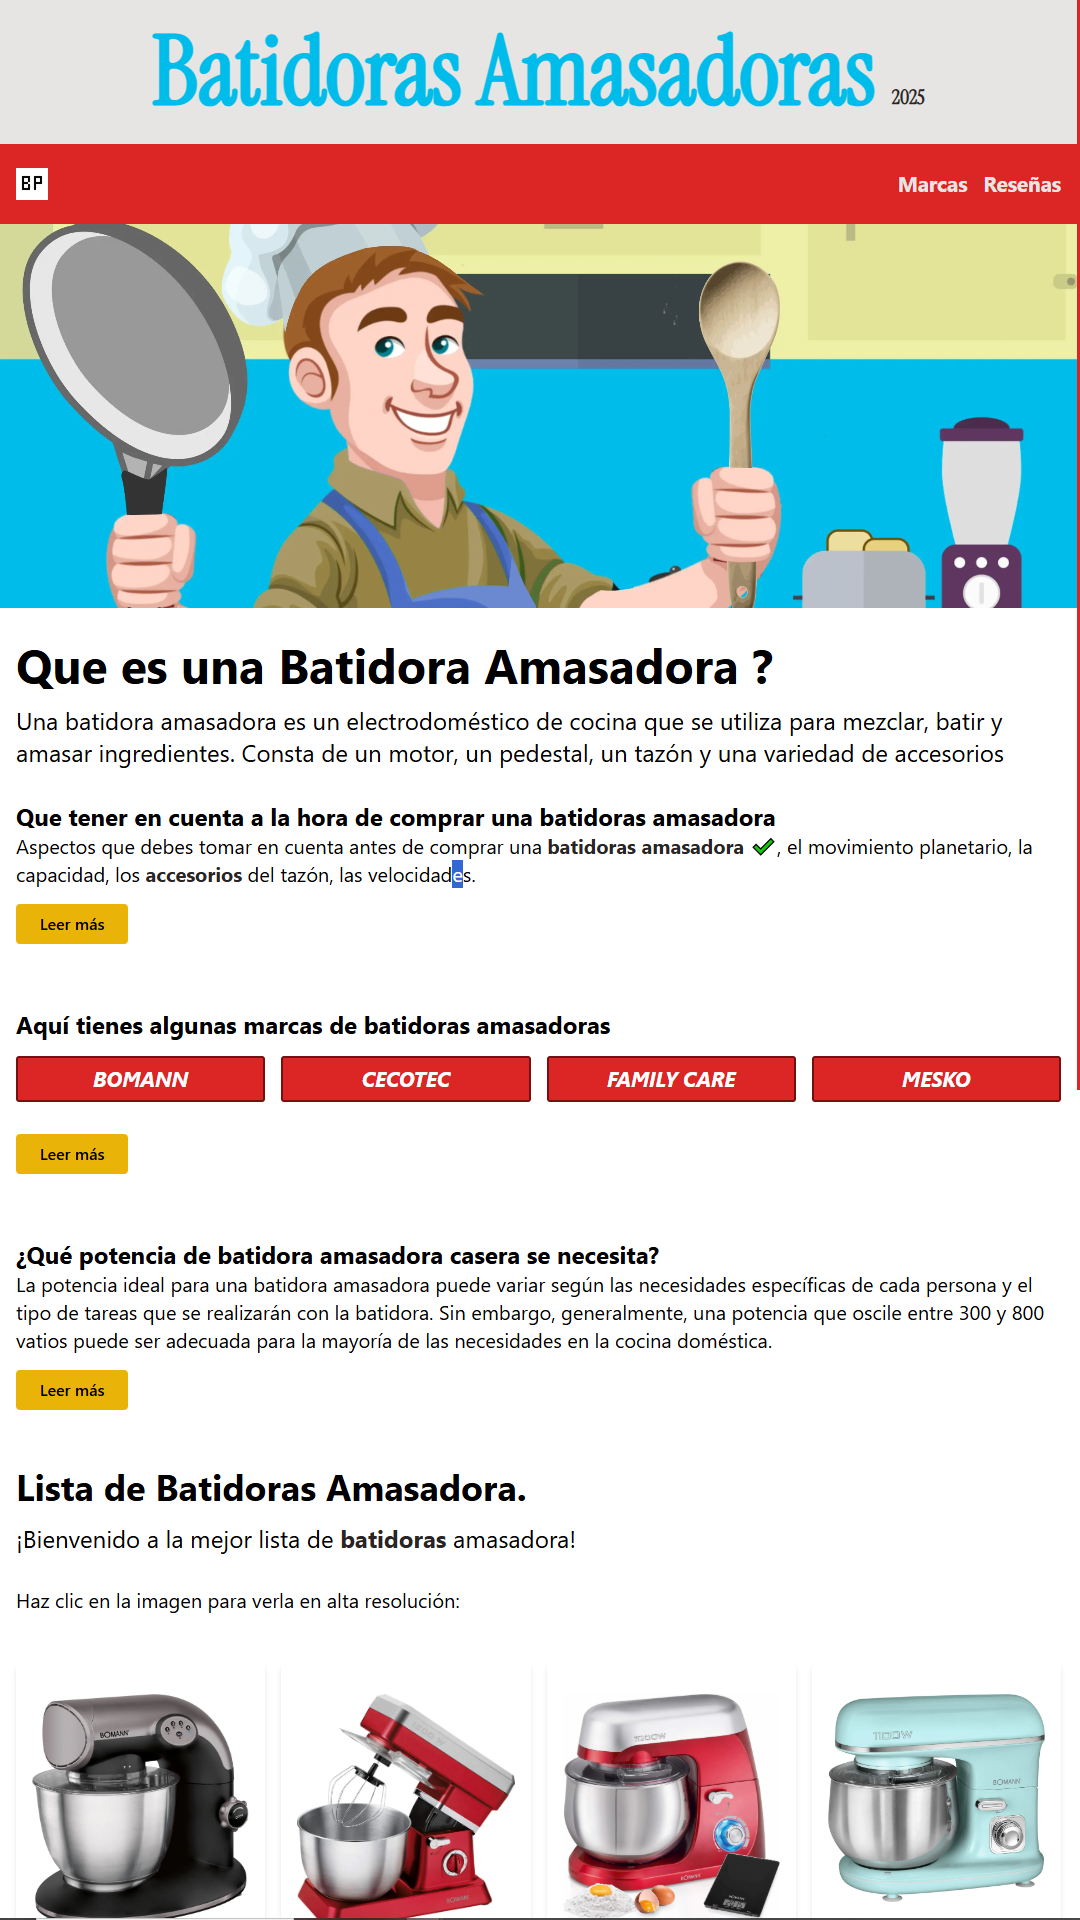 Batidoras Amasadoras 2025
BP
Marcas Reseñas
Que es una Batidora Amasadora ?
Una batidora amasadora es un electrodoméstico de cocina que se utiliza para mezclar, batir y
amasar ingredientes. Consta de un motor, un pedestal, un tazón y una variedad de accesorios
Que tener en cuenta a la hora de comprar una batidoras amasadora
Aspectos que debes tomar en cuenta antes de comprar una batidoras amasadora ✔, el movimiento planetario, la
capacidad, los accesorios del tazón, las velocidades.
Leer más
Aquí tienes algunas marcas de batidoras amasadoras
BOMANN CECOTEC FAMILY CARE MESKO
Leer más
¿Qué potencia de batidora amasadora casera se necesita?
La potencia ideal para una batidora amasadora puede variar según las necesidades específicas de cada persona y el
tipo de tareas que se realizarán con la batidora. Sin embargo, generalmente, una potencia que oscile entre 300 y 800
vatios puede ser adecuada para la mayoría de las necesidades en la cocina doméstica.
Leer más
Lista de Batidoras Amasadora.
¡Bienvenido a la mejor lista de batidoras amasadora!
Haz clic en la imagen para verla en alta resolución:
BOMANN
1100W
BOMANN
1100W
BOMANN
1100W
BOMANN